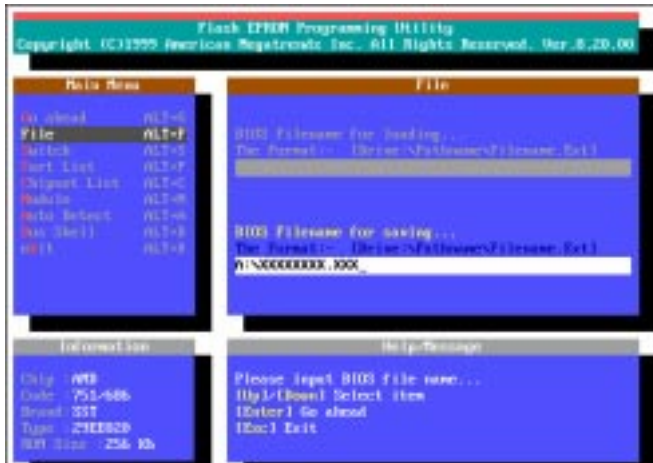 Flash EPROM Programming Utility
Copyright (C)1999 American Megatrends Inc. All Rights Reserved. Ver.8.20.00
Main Menu
Go ahead ALT+G
File ALT+F
Switch ALT+S
Part List ALT+P
Chipset List ALT+C
Module ALT+M
Auto Detect ALT+A
Dos Shell ALT+D
eXit ALT+X
File
BIOS Filename for loading...
The Format:- [Drive:\Pathname\Filename.Ext]
BIOS Filename for saving...
The Format:- [Drive:\Pathname\Filename.Ext]
A:\XXXXXXXX.XXX_
Information
Chip : AMD
Code : 751/686
Brand: SST
Type : 29EE020
ROM Size : 256 Kb
Help/Message
Please input BIOS file name...
[Up]/[Down] Select item
[Enter] Go ahead
[Esc] Exit